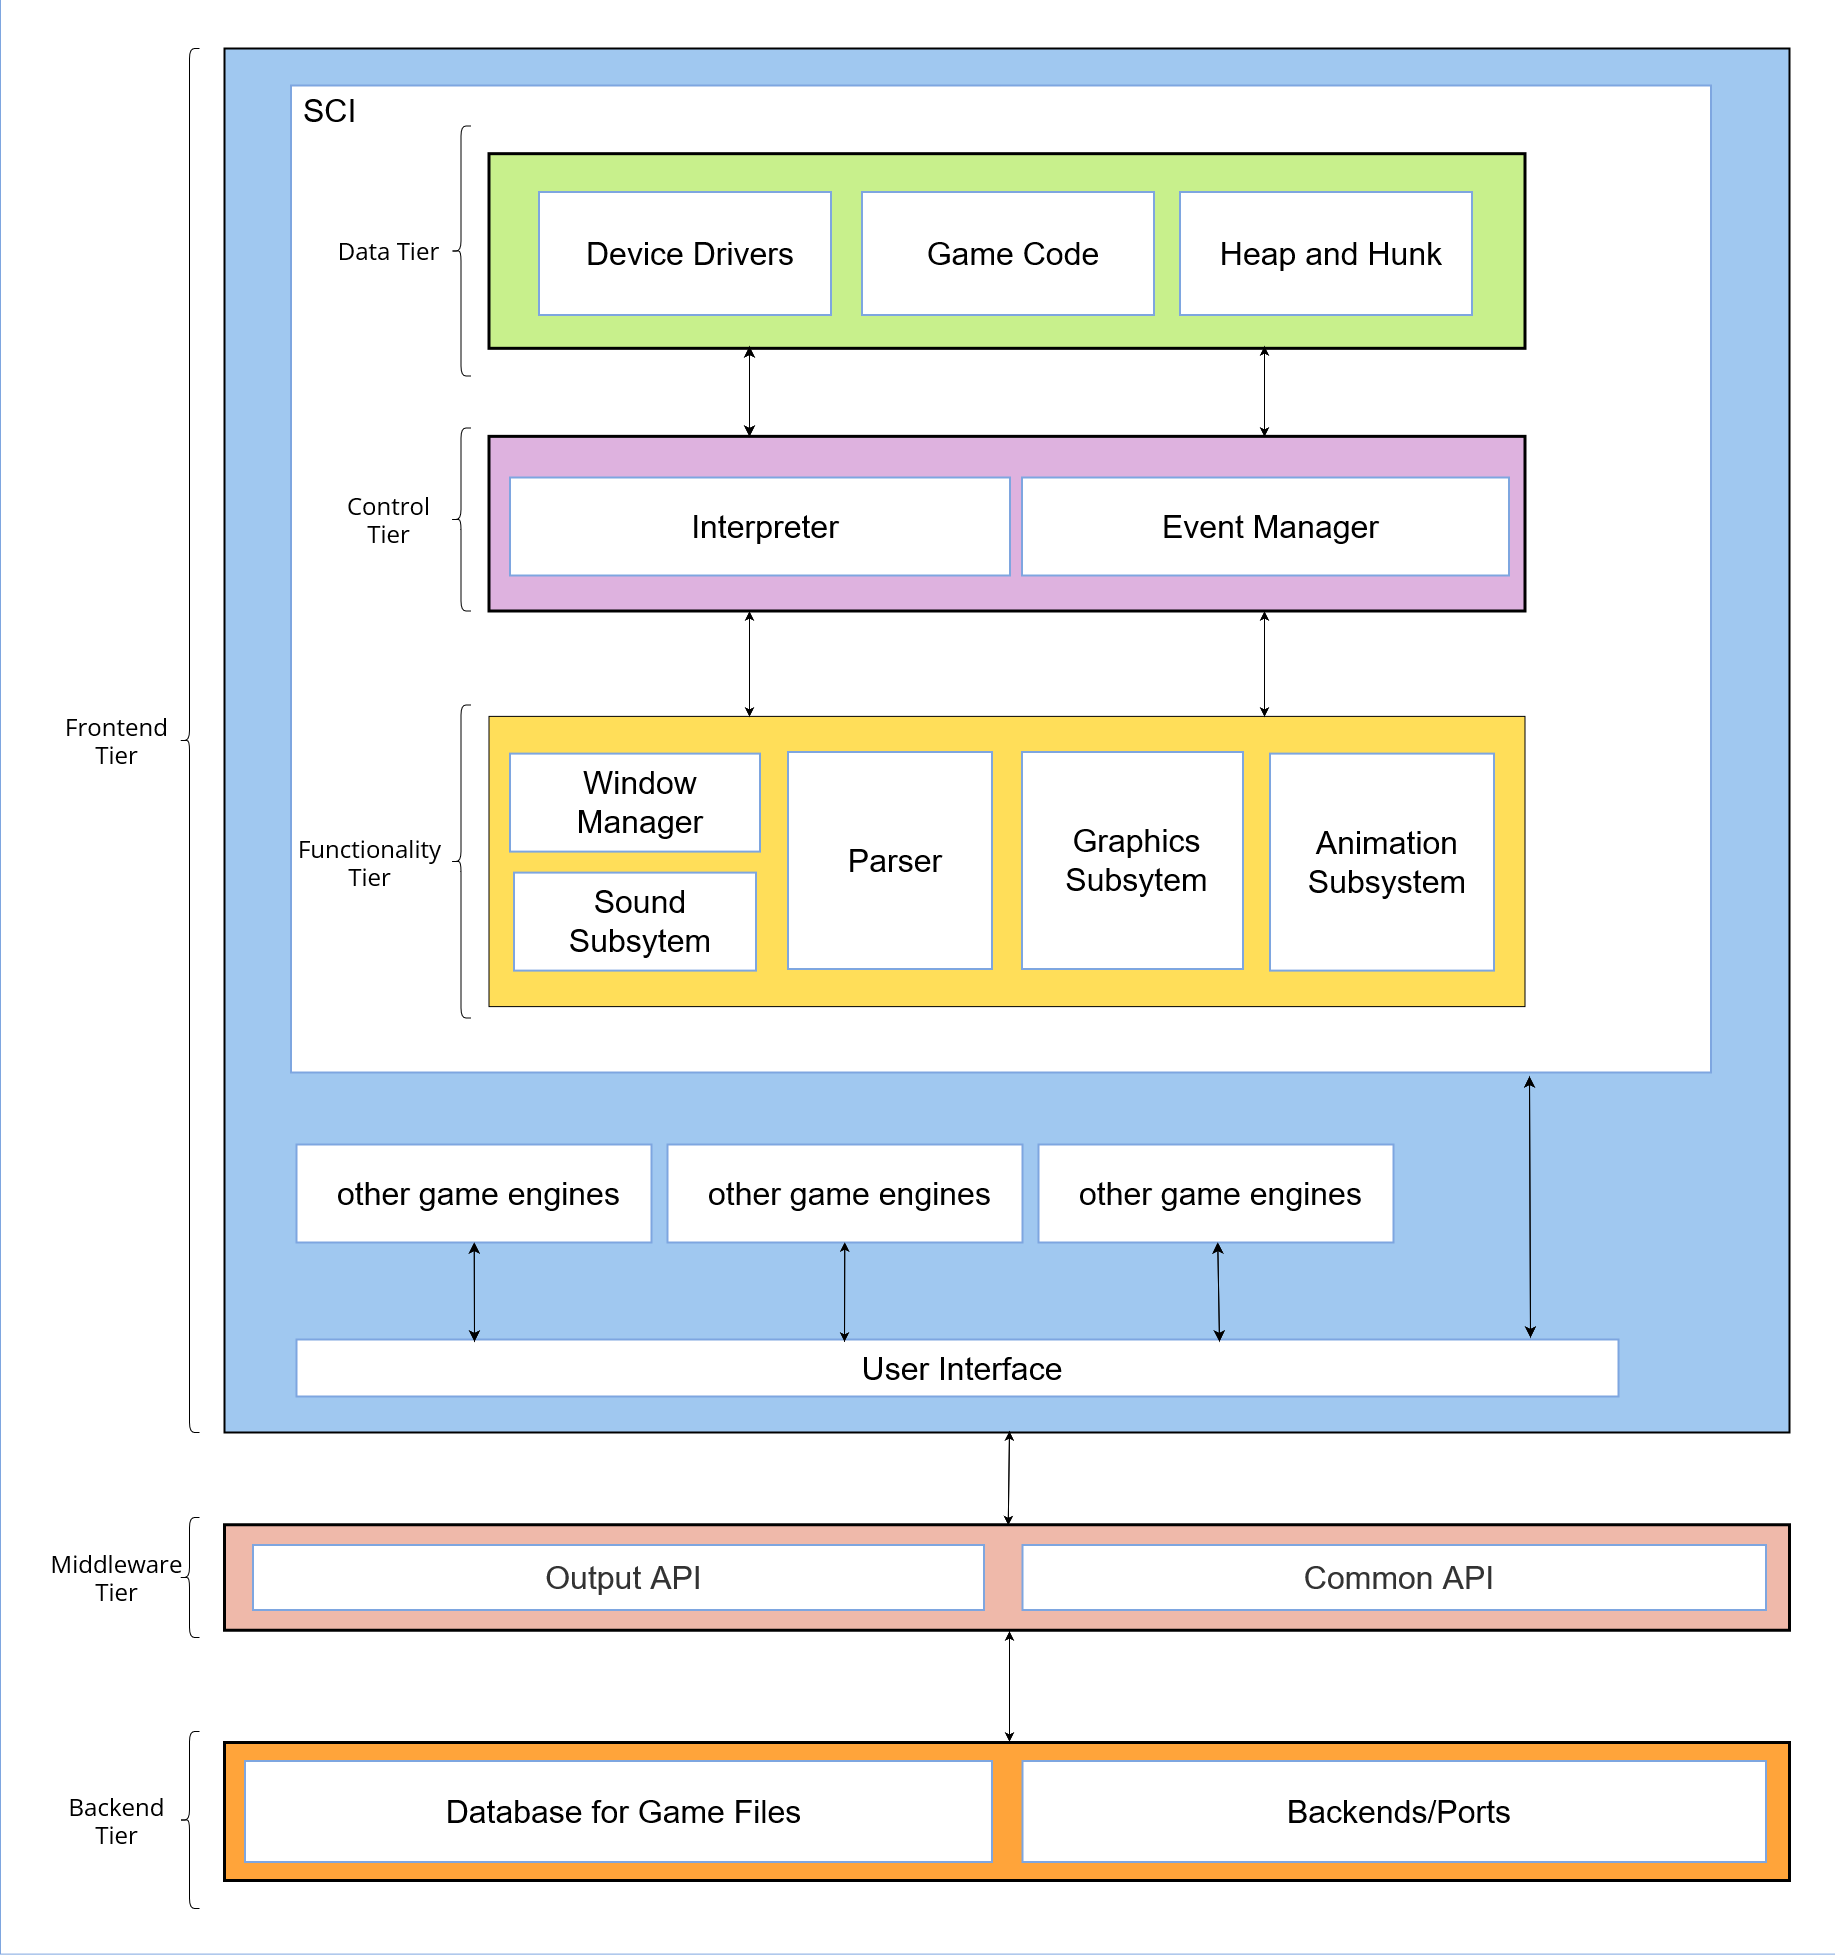 SCI
Data Tier
Device Drivers
Game Code
Heap and Hunk
Control
Tier
Interpreter
Event Manager
Frontend
Tier
Functionality
Tier
Window
Manager
Sound
Subsytem
Parser
Graphics
Subsytem
Animation
Subsystem
other game engines
other game engines
other game engines
User Interface
Middleware
Tier
Output API
Common API
Backend
Tier
Database for Game Files
Backends/Ports